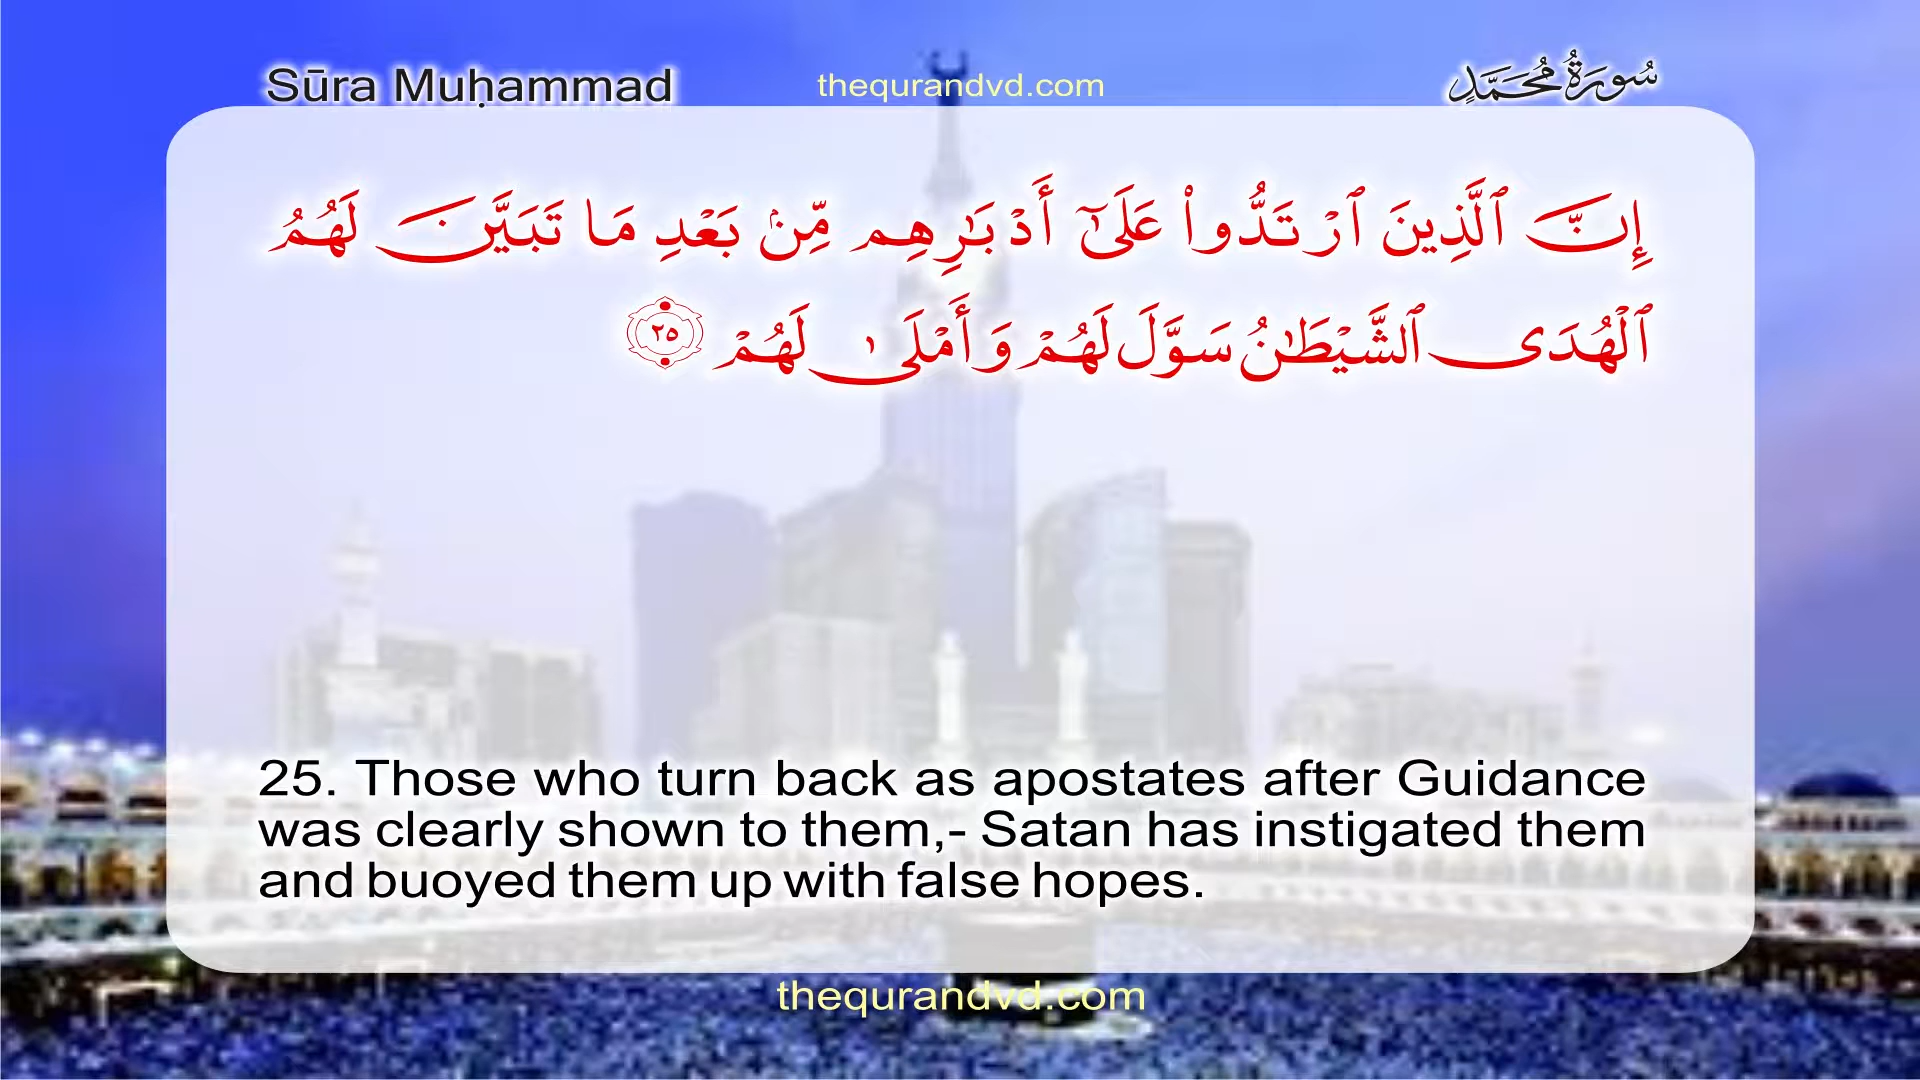 Sūra Muḥammad
thequrandvd.com
سُورَةُ مُحَمَّدٍ
إِنَّ ٱلَّذِينَ ٱرْتَدُّوا۟ عَلَىٰٓ أَدْبَـٰرِهِم مِّنۢ بَعْدِ مَا تَبَيَّنَ لَهُمُ
ٱلْهُدَى ٱلشَّيْطَـٰنُ سَوَّلَ لَهُمْ وَأَمْلَىٰ لَهُمْ ٢٥
25. Those who turn back as apostates after Guidance
was clearly shown to them,- Satan has instigated them
and buoyed them up with false hopes.
thequrandvd.com